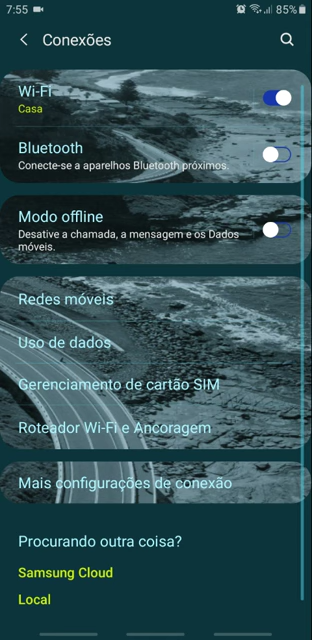 7:55
85%
Conexões
Wi-Fi
Casa
Bluetooth
Conecte-se a aparelhos Bluetooth próximos.
Modo offline
Desative a chamada, a mensagem e os Dados
móveis.
Redes móveis
Uso de dados
Gerenciamento de cartão SIM
Roteador Wi-Fi e Ancoragem
Mais configurações de conexão
Procurando outra coisa?
Samsung Cloud
Local